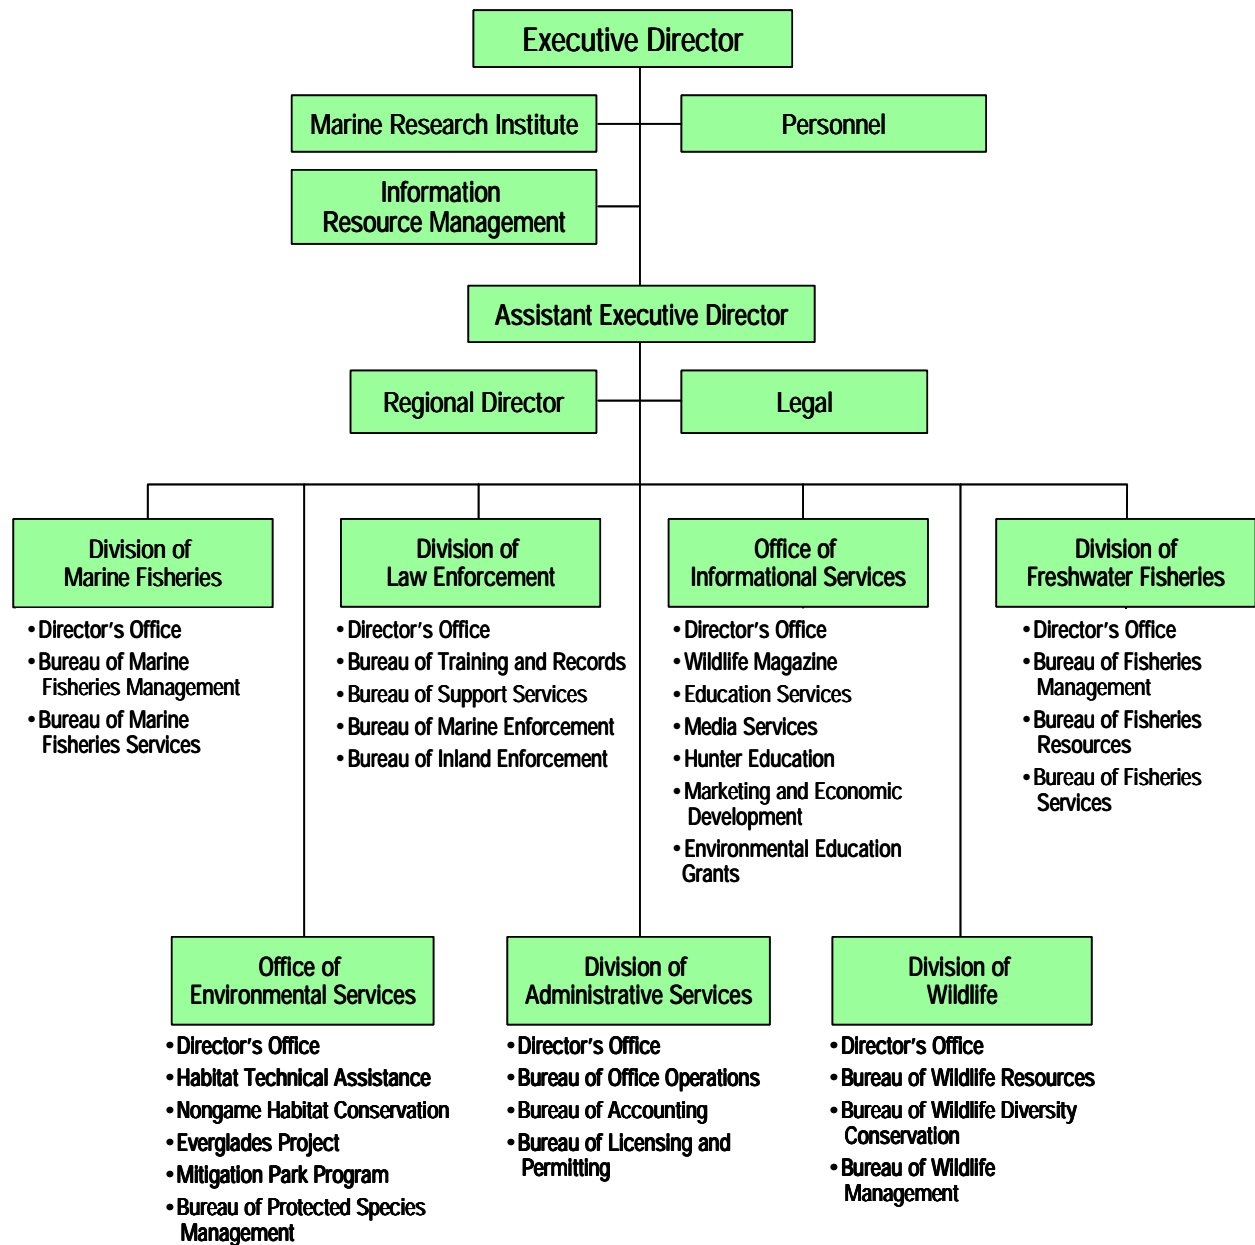 Executive Director
Marine Research Institute
Personnel
Information
Resource Management
Assistant Executive Director
Regional Director
Legal
Division of
Marine Fisheries
• Director's Office
• Bureau of Marine
Fisheries Management
• Bureau of Marine
Fisheries Services
Division of
Law Enforcement
• Director's Office
• Bureau of Training and Records
• Bureau of Support Services
• Bureau of Marine Enforcement
• Bureau of Inland Enforcement
Office of
Informational Services
• Director's Office
• Wildlife Magazine
• Education Services
• Media Services
• Hunter Education
• Marketing and Economic
Development
• Environmental Education
Grants
Division of
Freshwater Fisheries
• Director's Office
• Bureau of Fisheries
Management
• Bureau of Fisheries
Resources
• Bureau of Fisheries
Services
Office of
Environmental Services
• Director's Office
• Habitat Technical Assistance
• Nongame Habitat Conservation
• Everglades Project
• Mitigation Park Program
• Bureau of Protected Species
Management
Division of
Administrative Services
• Director's Office
• Bureau of Office Operations
• Bureau of Accounting
• Bureau of Licensing and
Permitting
Division of
Wildlife
• Director's Office
• Bureau of Wildlife Resources
• Bureau of Wildlife Diversity
Conservation
• Bureau of Wildlife
Management